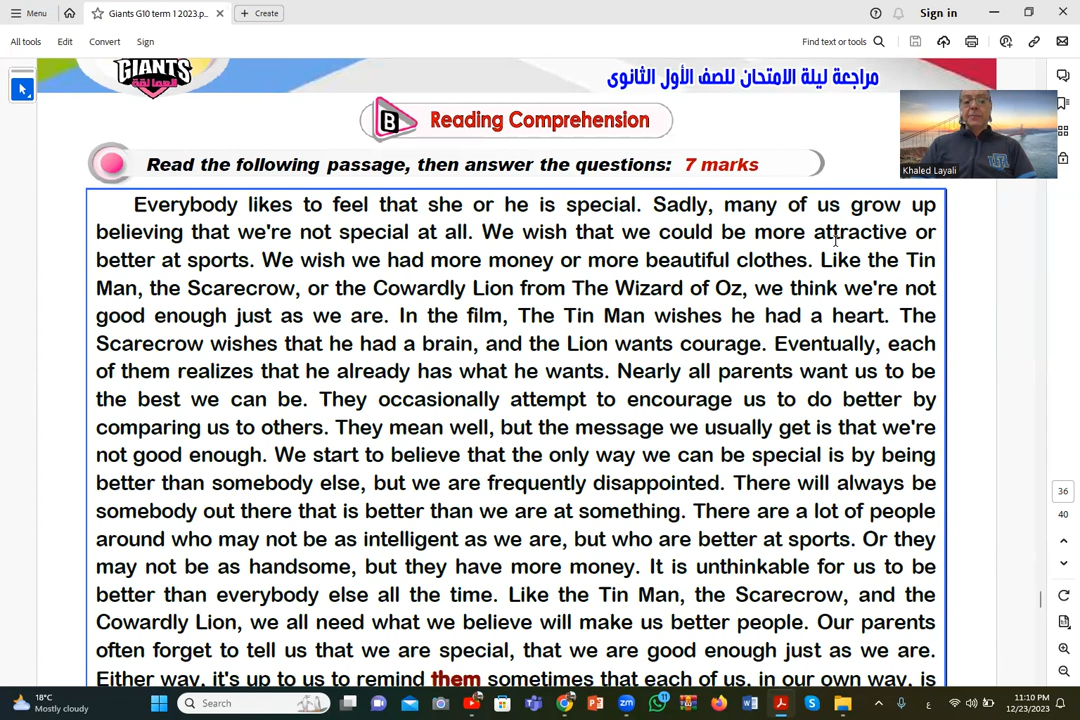 Menu
Giants G10 term 1 2023.p...
Create
Sign in
All tools
Edit
Convert
Sign
Find text or tools
GIANTS
العمالقة
مراجعة ليلة الامتحان للصف الأول الثانوى
B Reading Comprehension
Khaled Layali
Read the following passage, then answer the questions: 7 marks
Everybody likes to feel that she or he is special. Sadly, many of us grow up
believing that we're not special at all. We wish that we could be more attractive or
better at sports. We wish we had more money or more beautiful clothes. Like the Tin
Man, the Scarecrow, or the Cowardly Lion from The Wizard of Oz, we think we're not
good enough just as we are. In the film, The Tin Man wishes he had a heart. The
Scarecrow wishes that he had a brain, and the Lion wants courage. Eventually, each
of them realizes that he already has what he wants. Nearly all parents want us to be
the best we can be. They occasionally attempt to encourage us to do better by
comparing us to others. They mean well, but the message we usually get is that we're
not good enough. We start to believe that the only way we can be special is by being
better than somebody else, but we are frequently disappointed. There will always be
somebody out there that is better than we are at something. There are a lot of people
around who may not be as intelligent as we are, but who are better at sports. Or they
may not be as handsome, but they have more money. It is unthinkable for us to be
better than everybody else all the time. Like the Tin Man, the Scarecrow, and the
Cowardly Lion, we all need what we believe will make us better people. Our parents
often forget to tell us that we are special, that we are good enough just as we are.
Either way, it's up to us to remind them sometimes that each of us, in our own way, is
36
40
18°C
Mostly cloudy
Search
11
ع
11:10 PM
12/23/2023